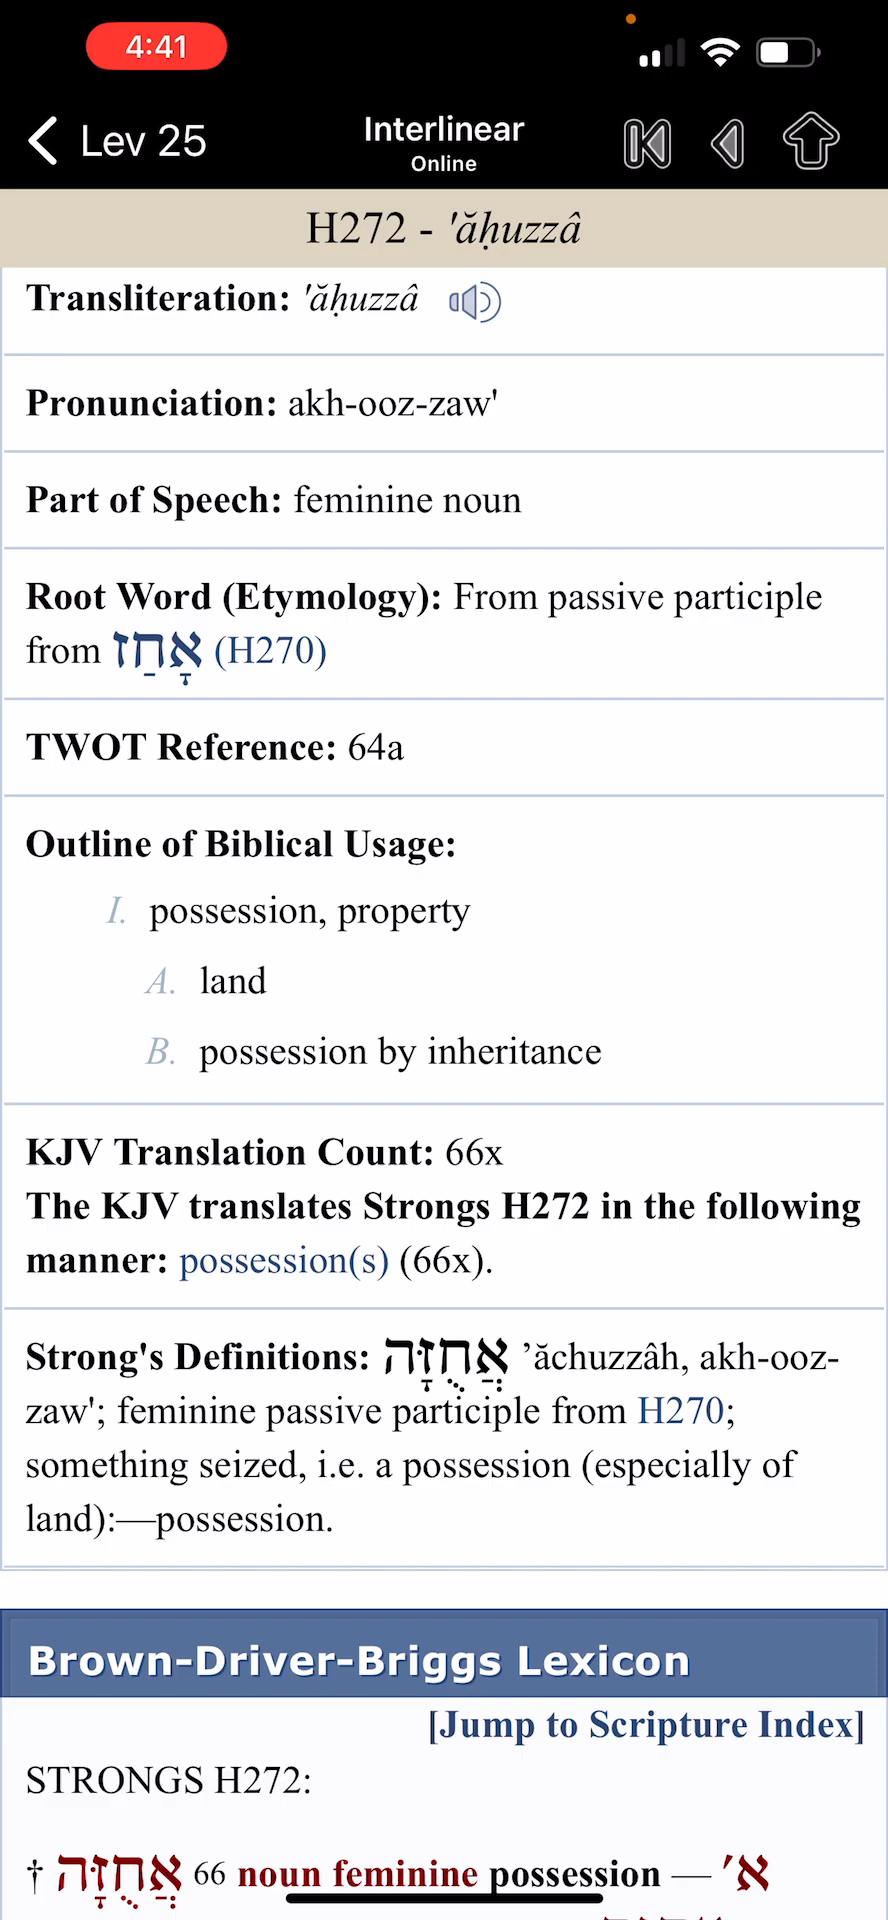 4:41
Lev 25
Interlinear
Online
H272 - 'ăḥuzzâ
Transliteration: 'ăḥuzzâ
Pronunciation: akh-ooz-zaw'
Part of Speech: feminine noun
Root Word (Etymology): From passive participle
from אָחַז (H270)
TWOT Reference: 64a
Outline of Biblical Usage:
I. possession, property
A. land
B. possession by inheritance
KJV Translation Count: 66x
The KJV translates Strongs H272 in the following
manner: possession(s) (66x).
Strong's Definitions: אֲחֻזָּה ’ăchuzzâh, akh-ooz-
zaw'; feminine passive participle from H270;
something seized, i.e. a possession (especially of
land):—possession.
Brown-Driver-Briggs Lexicon
[Jump to Scripture Index]
STRONGS H272:
† אֲחֻזָּה 66 noun feminine possession — א׳